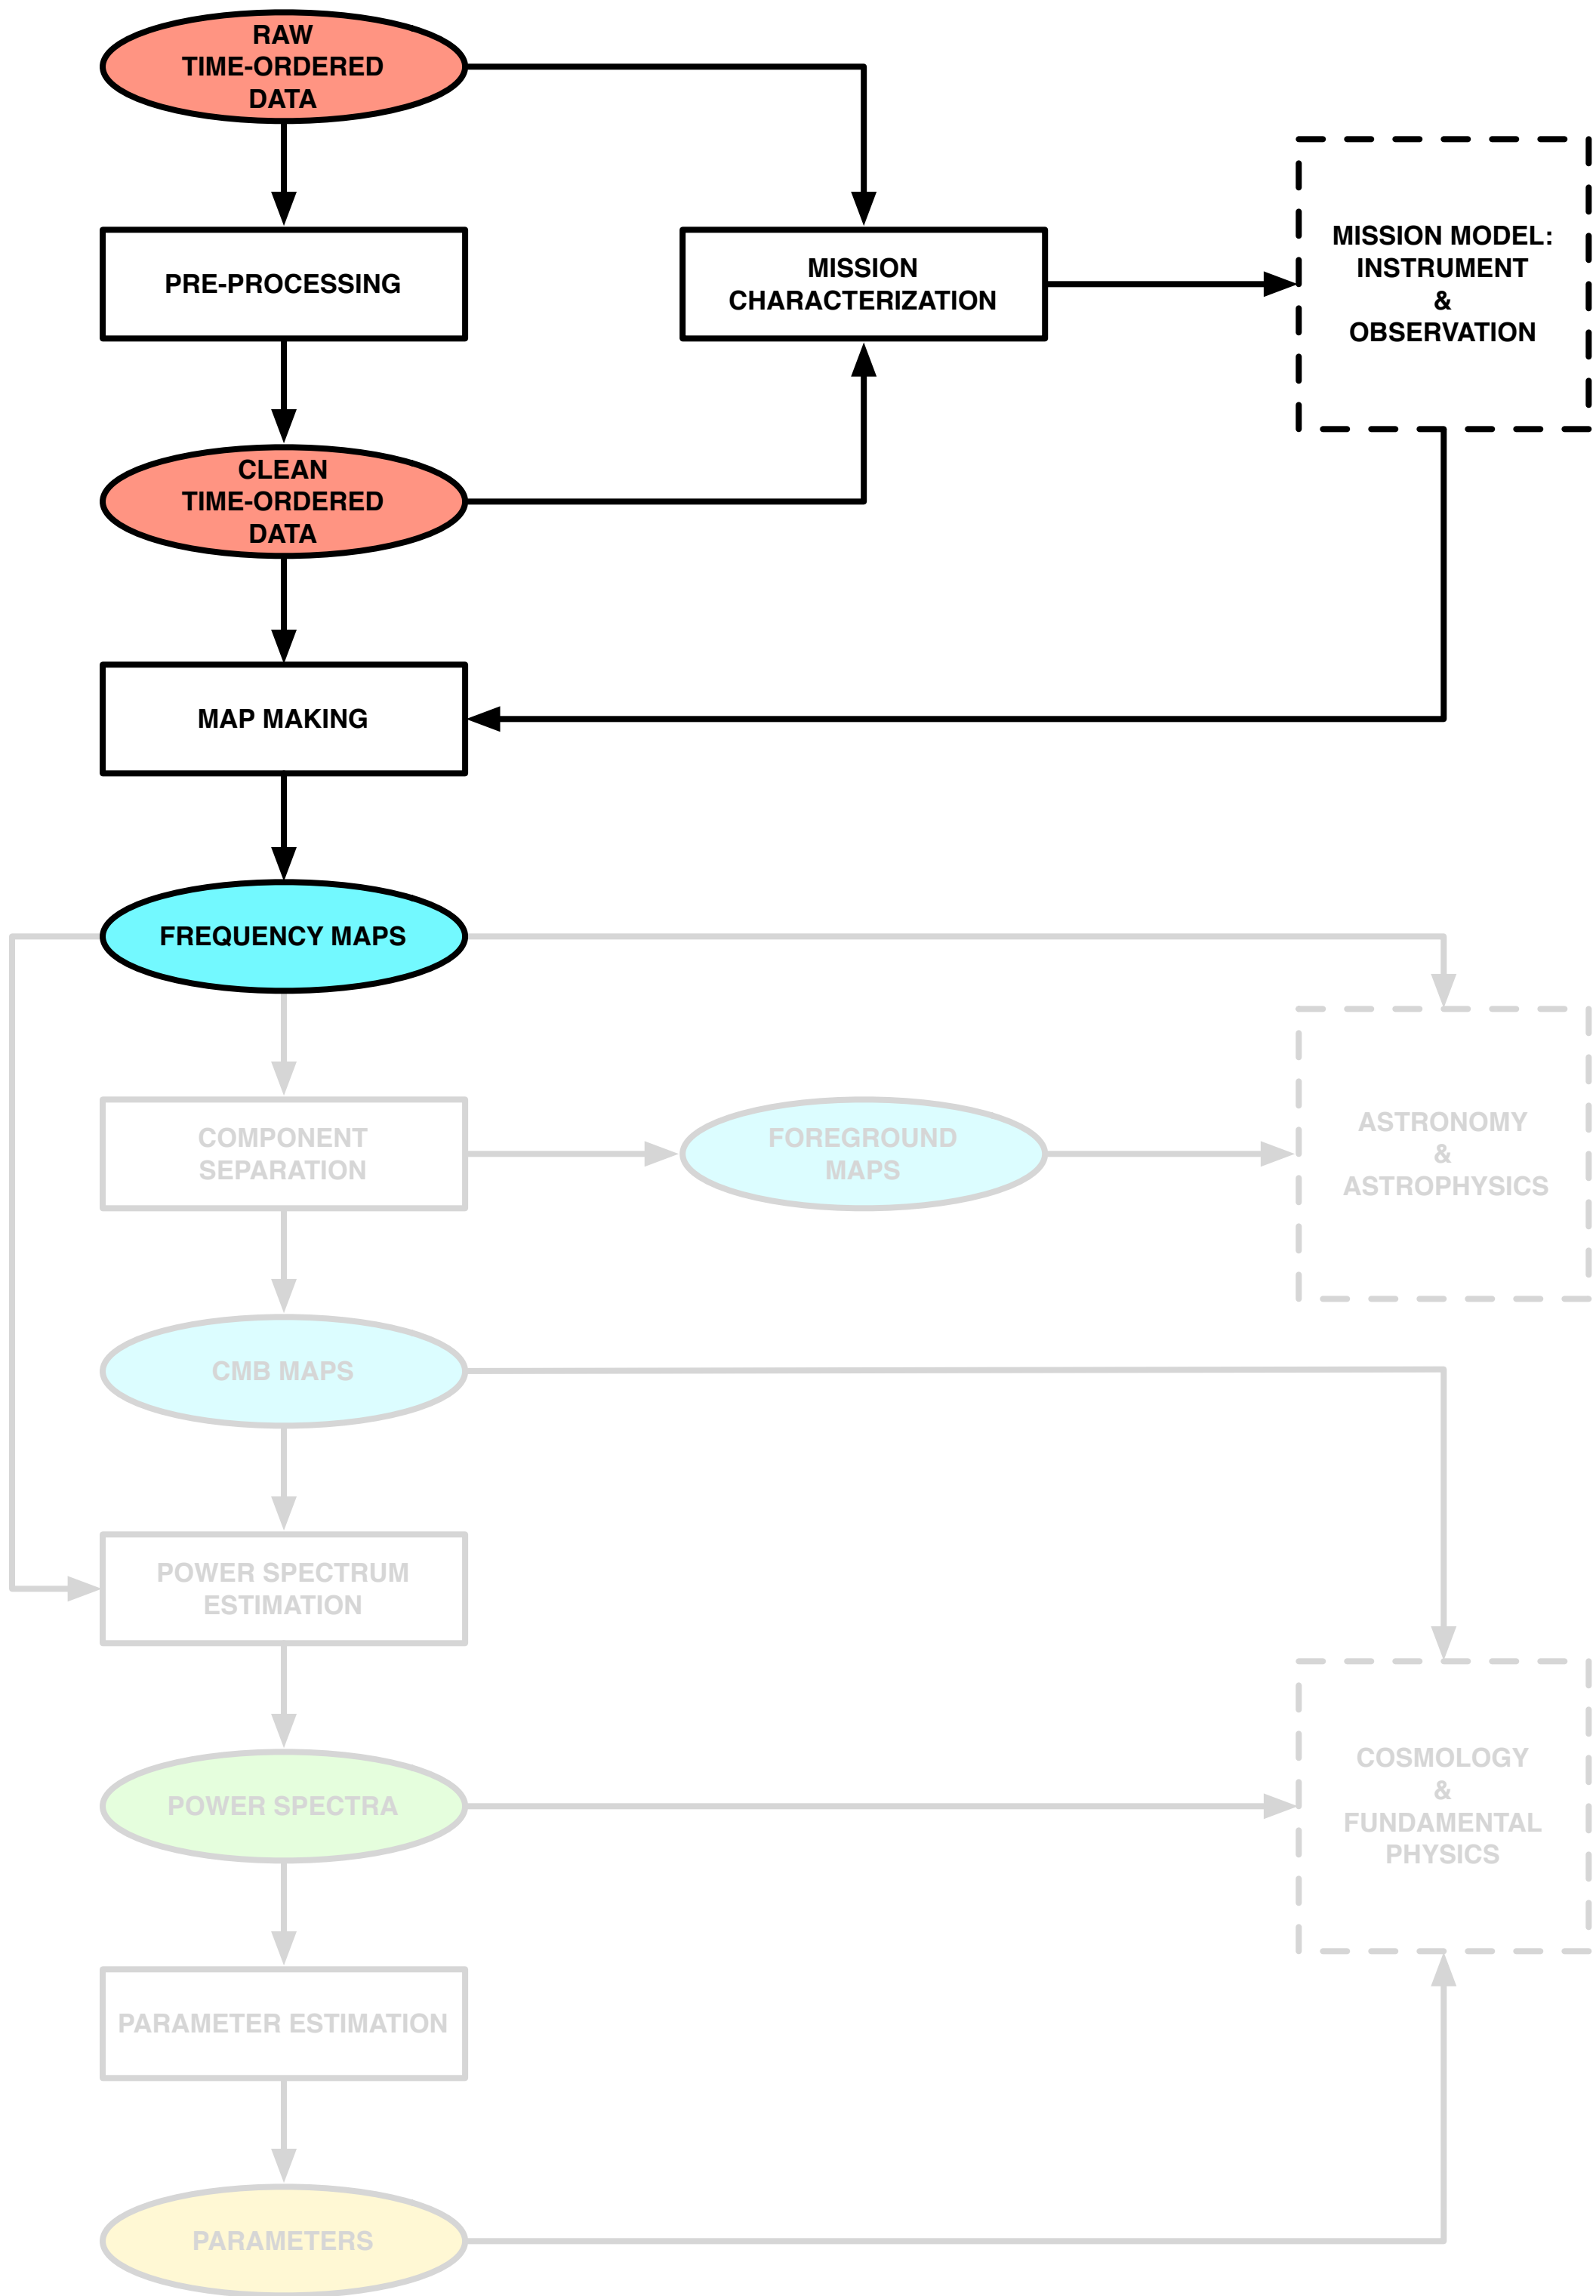 RAW
TIME-ORDERED
DATA
PRE-PROCESSING
MISSION
CHARACTERIZATION
MISSION MODEL:
INSTRUMENT
&
OBSERVATION
CLEAN
TIME-ORDERED
DATA
MAP MAKING
FREQUENCY MAPS
COMPONENT
SEPARATION
FOREGROUND
MAPS
ASTRONOMY
&
ASTROPHYSICS
CMB MAPS
POWER SPECTRUM
ESTIMATION
POWER SPECTRA
COSMOLOGY
&
FUNDAMENTAL
PHYSICS
PARAMETER ESTIMATION
PARAMETERS